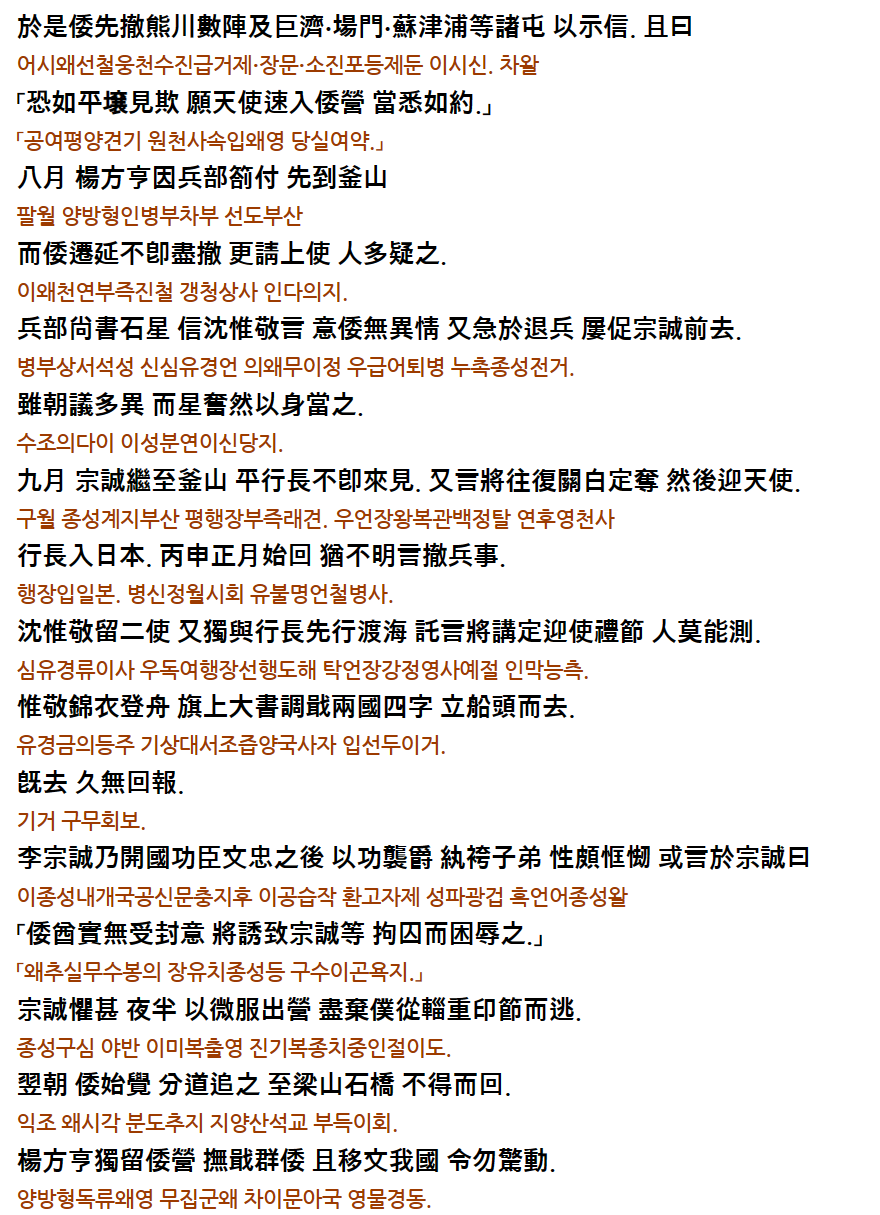 於是倭先撤熊川數陣及巨濟·場門·蘇津浦等諸屯 以示信. 且曰
어시왜선철웅천수진급거제·장문·소진포등제둔 이시신. 차왈
「恐如平壤見欺 願天使速入倭營 當悉如約.」
「공여평양견기 원천사속입왜영 당실여약.」
八月 楊方亨因兵部箚付 先到釜山
팔월 양방형인병부차부 선도부산
而倭遷延不卽盡撤 更請上使 人多疑之.
이왜천연부즉진철 갱청상사 인다의지.
兵部尙書石星 信沈惟敬言 意倭無異情 又急於退兵 屢促宗誠前去.
병부상서석성 신심유경언 의왜무이정 우급어퇴병 누촉종성전거.
雖朝議多異 而星奮然以身當之.
수조의다이 이성분연이신당지.
九月 宗誠繼至釜山 平行長不卽來見. 又言將往復關白定奪 然後迎天使.
구월 종성계지부산 평행장부즉래견. 우언장왕복관백정탈 연후영천사
行長入日本. 丙申正月始回 猶不明言撤兵事.
행장입일본. 병신정월시회 유불명언철병사.
沈惟敬留二使 又獨與行長先行渡海 託言將講定迎使禮節 人莫能測.
심유경류이사 우독여행장선행도해 탁언장강정영사예절 인막능측.
惟敬錦衣登舟 旗上大書調戢兩國四字 立船頭而去.
유경금의등주 기상대서조즙양국사자 입선두이거.
旣去 久無回報.
기거 구무회보.
李宗誠乃開國功臣文忠之後 以功襲爵 紈袴子弟 性頗恇㤼 或言於宗誠曰
이종성내개국공신문충지후 이공습작 환고자제 성파광겁 혹언어종성왈
「倭酋實無受封意 將誘致宗誠等 拘囚而困辱之.」
「왜추실무수봉의 장유치종성등 구수이곤욕지.」
宗誠懼甚 夜半 以微服出營 盡棄僕從輜重印節而逃.
종성구심 야반 이미복출영 진기복종치중인절이도.
翌朝 倭始覺 分道追之 至梁山石橋 不得而回.
익조 왜시각 분도추지 지양산석교 부득이회.
楊方亨獨留倭營 撫戢群倭 且移文我國 令勿驚動.
양방형독류왜영 무집군왜 차이문아국 영물경동.